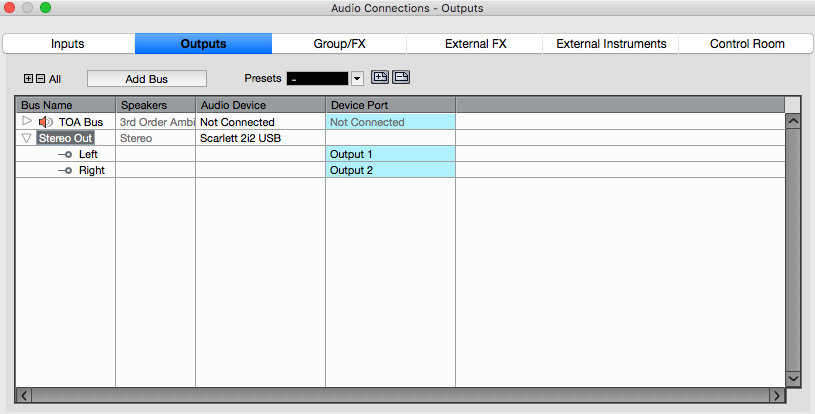 Audio Connections - Outputs
Inputs Outputs Group/FX External FX External Instruments Control Room
All Add Bus Presets -
Bus Name Speakers Audio Device Device Port
TOA Bus 3rd Order Ambi Not Connected Not Connected
Stereo Out Stereo Scarlett 2i2 USB
Left Output 1
Right Output 2